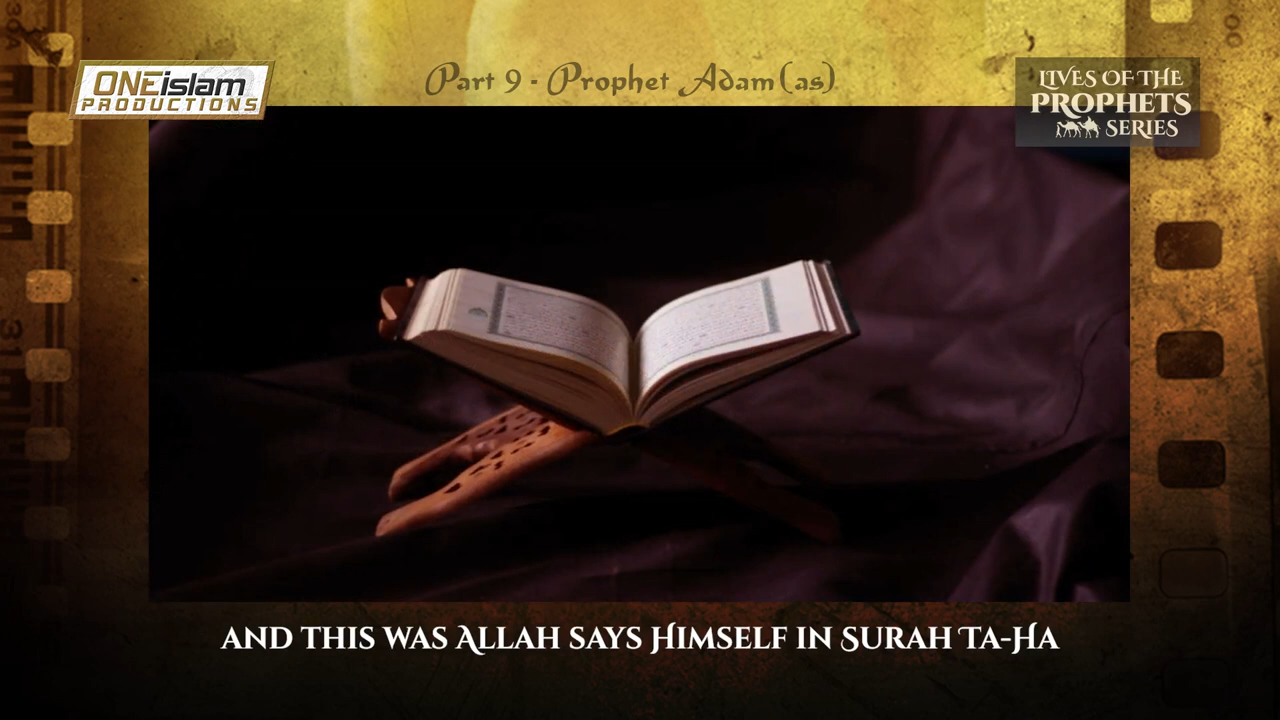 ONEislam
PRODUCTIONS
Part 9 - Prophet Adam (as)
LIVES OF THE
PROPHETS
SERIES
AND THIS WAS ALLAH SAYS HIMSELF IN SURAH TA-HA